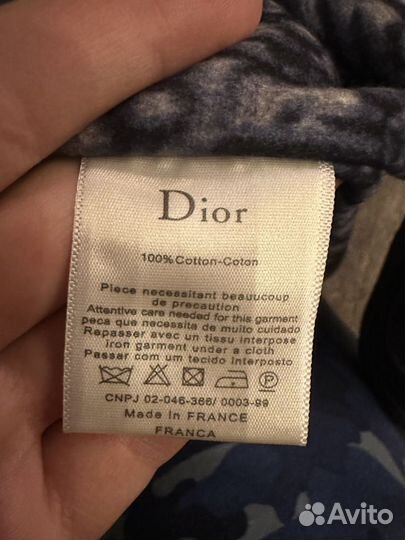 Dior
100% Cotton-Coton
Piece necessitant beauucoup
de precaution
Attentive care needed for this garment
peca que necessita de muito cuidado
Repasser avec un tissu interpose
iron garment under a cloth
Passer com um tecido interposto
P
CNPJ 02-046-366/ 0003-99
Made in FRANCE
FRANCA
Avito